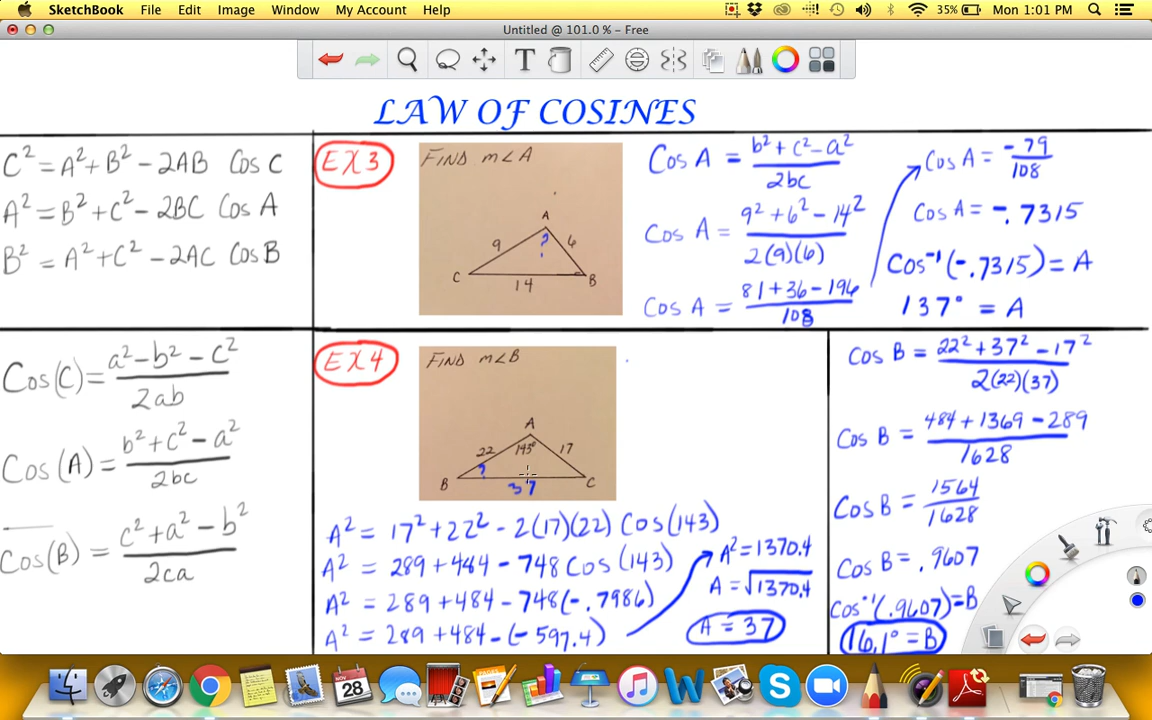 SketchBook File Edit Image Window My Account Help
35% Mon 1:01 PM
Untitled @ 101.0 % - Free
T
LAW OF COSINES
C² = A² + B² - 2AB Cos C
A² = B² + C² - 2BC Cos A
B² = A² + C² - 2AC Cos B
EX 3
FIND m∠A
A
?
9
6
C
14
B
Cos A = b² + c² - a² / 2bc
Cos A = 9² + 6² - 14² / 2(9)(6)
Cos A = 81 + 36 - 196 / 108
Cos A = -79 / 108
Cos A = -.7315
Cos⁻¹(-.7315) = A
137° = A
Cos(C) = a² - b² - c² / 2ab
Cos(A) = b² + c² - a² / 2bc
Cos(B) = c² + a² - b² / 2ca
EX 4
FIND m∠B
A
22
143°
17
?
B
37
C
A² = 17² + 22² - 2(17)(22) Cos(143)
A² = 289 + 484 - 748 Cos(143)
A² = 289 + 484 - 748(-.7986)
A² = 289 + 484 - (-597.4)
A² = 1370.4
A = √1370.4
A = 37
Cos B = 22² + 37² - 17² / 2(22)(37)
Cos B = 484 + 1369 - 289 / 1628
Cos B = 1564 / 1628
Cos B = .9607
Cos⁻¹(.9607) = B
16.1° = B
NOV
28